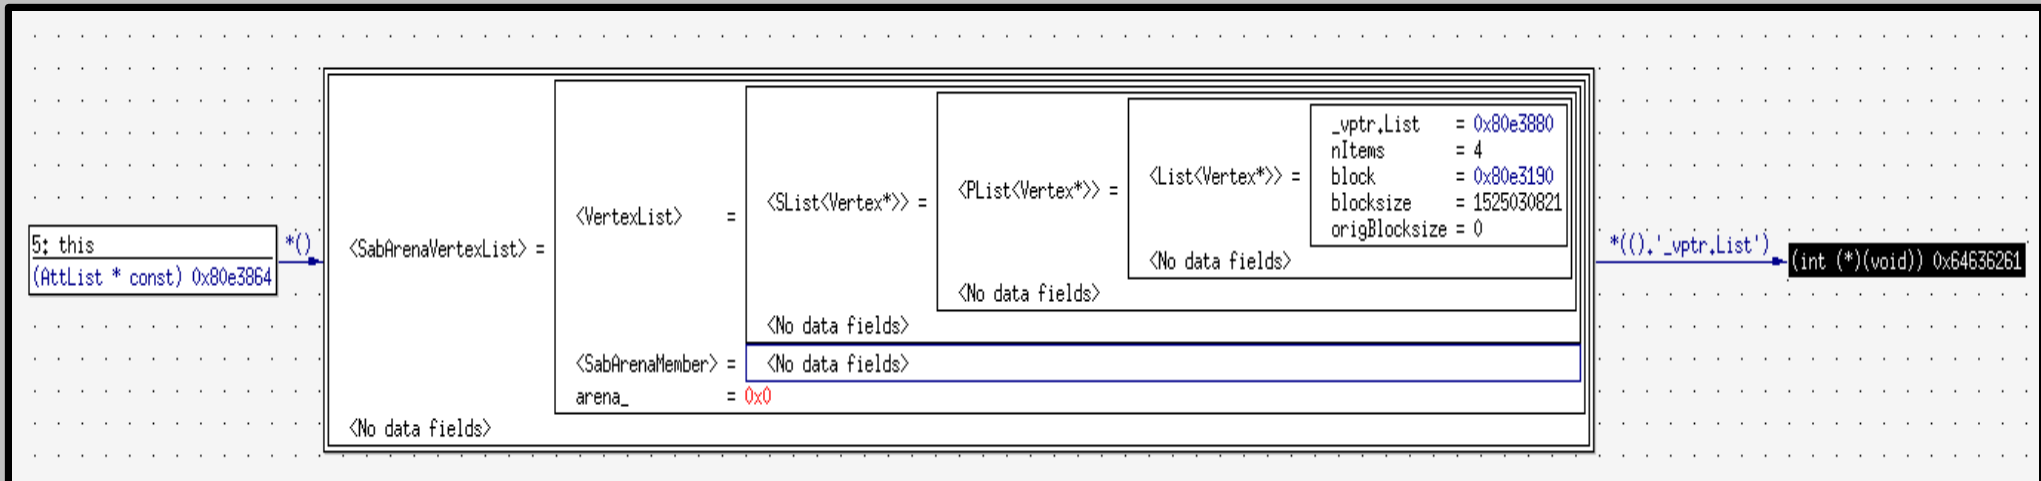 5: this
(AttList * const) 0x80e3864
*()
<SabArenaVertexList> =
<VertexList> =
<SList<Vertex*>> =
<PList<Vertex*>> =
<List<Vertex*>> =
_vptr.List = 0x80e3880
nItems = 4
block = 0x80e3190
blocksize = 1525030821
origBlocksize = 0
<No data fields>
<No data fields>
<No data fields>
<SabArenaMember> = <No data fields>
arena_ = 0x0
<No data fields>
*(().'_vptr.List')
(int (*)(void)) 0x64636261